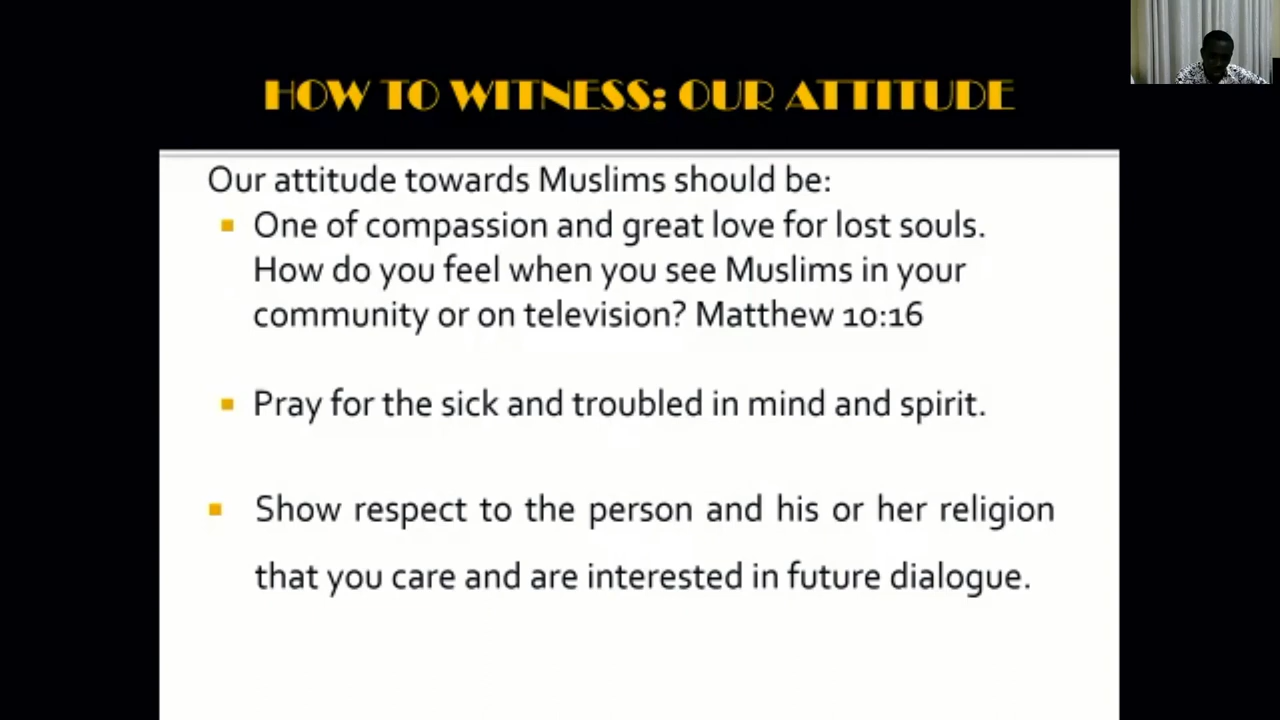 HOW TO WITNESS: OUR ATTITUDE
Our attitude towards Muslims should be:
▪ One of compassion and great love for lost souls.
How do you feel when you see Muslims in your
community or on television? Matthew 10:16
▪ Pray for the sick and troubled in mind and spirit.
▪ Show respect to the person and his or her religion
that you care and are interested in future dialogue.